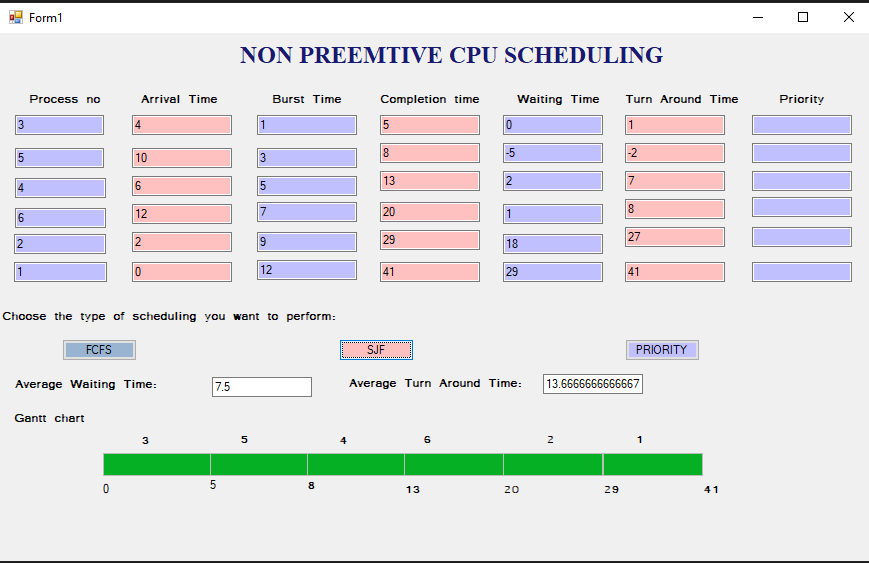 Form1
NON PREEMTIVE CPU SCHEDULING
Process no Arrival Time Burst Time Completion time Waiting Time Turn Around Time Priority
3 4 1 5 0 1
5 10 3 8 -5 -2
4 6 5 13 2 7
6 12 7 20 1 8
2 2 9 29 18 27
1 0 12 41 29 41
Choose the type of scheduling you want to perform:
FCFS SJF PRIORITY
Average Waiting Time: 7.5 Average Turn Around Time: 13.6666666666667
Gantt chart
3 5 4 6 2 1
0 5 8 13 20 29 41